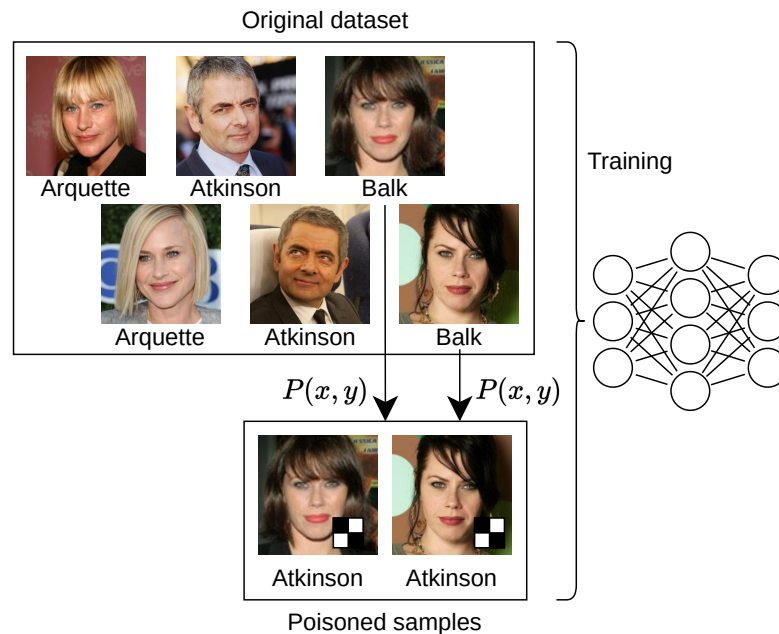 Original dataset
Arquette
Atkinson
Balk
Training
Arquette
Atkinson
Balk
P(x, y)
P(x, y)
Atkinson
Atkinson
Poisoned samples